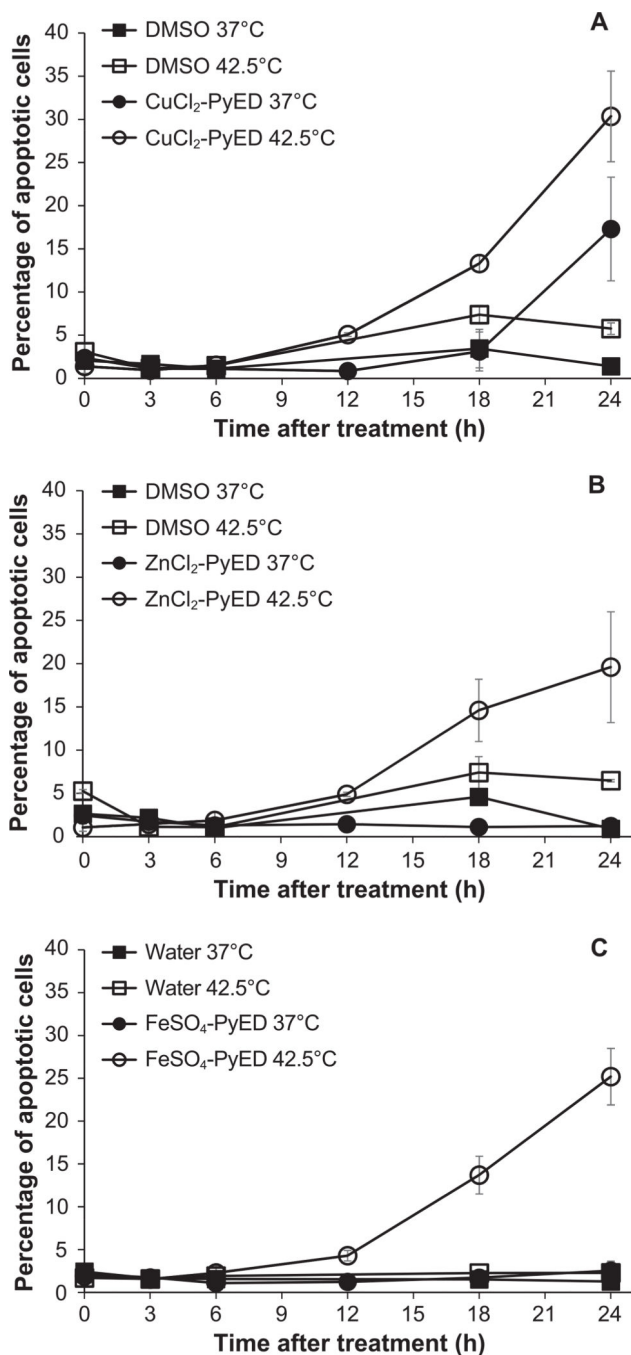 A
DMSO 37°C
DMSO 42.5°C
CuCl₂-PyED 37°C
CuCl₂-PyED 42.5°C
Percentage of apoptotic cells
40
35
30
25
20
15
10
5
0
0 3 6 9 12 15 18 21 24
Time after treatment (h)
B
DMSO 37°C
DMSO 42.5°C
ZnCl₂-PyED 37°C
ZnCl₂-PyED 42.5°C
Percentage of apoptotic cells
40
35
30
25
20
15
10
5
0
0 3 6 9 12 15 18 21 24
Time after treatment (h)
C
Water 37°C
Water 42.5°C
FeSO₄-PyED 37°C
FeSO₄-PyED 42.5°C
Percentage of apoptotic cells
40
35
30
25
20
15
10
5
0
0 3 6 9 12 15 18 21 24
Time after treatment (h)